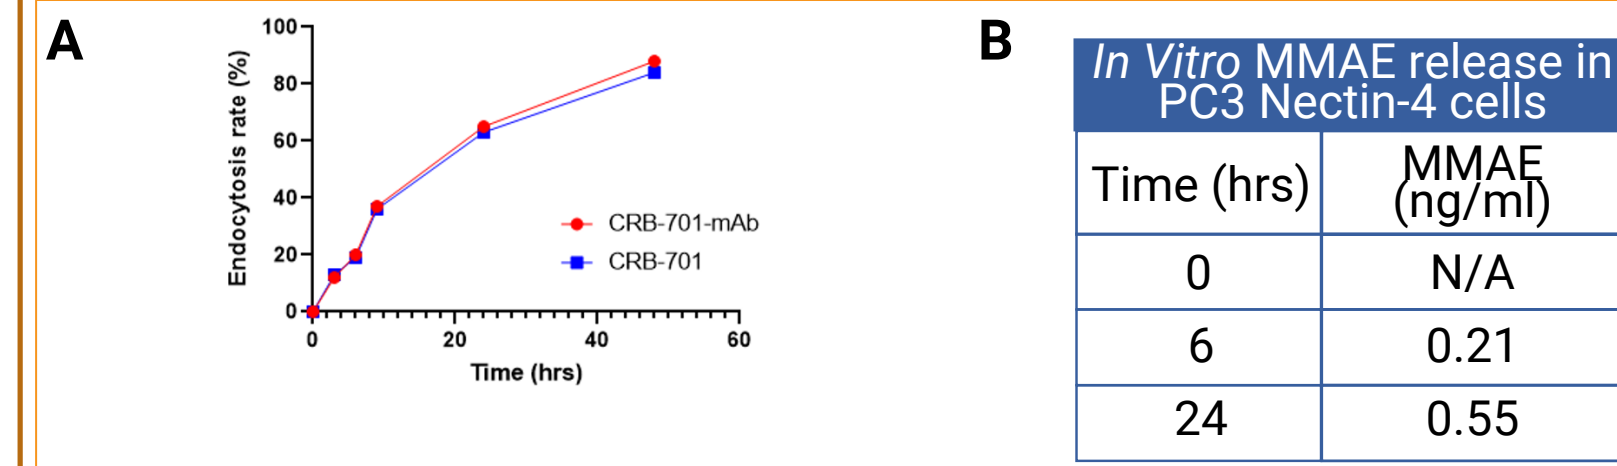 A
100
80
60
40
20
0
Endocytosis rate (%)
CRB-701-mAb
CRB-701
0 20 40 60
Time (hrs)
B
In Vitro MMAE release in
PC3 Nectin-4 cells
Time (hrs) MMAE (ng/ml)
0 N/A
6 0.21
24 0.55